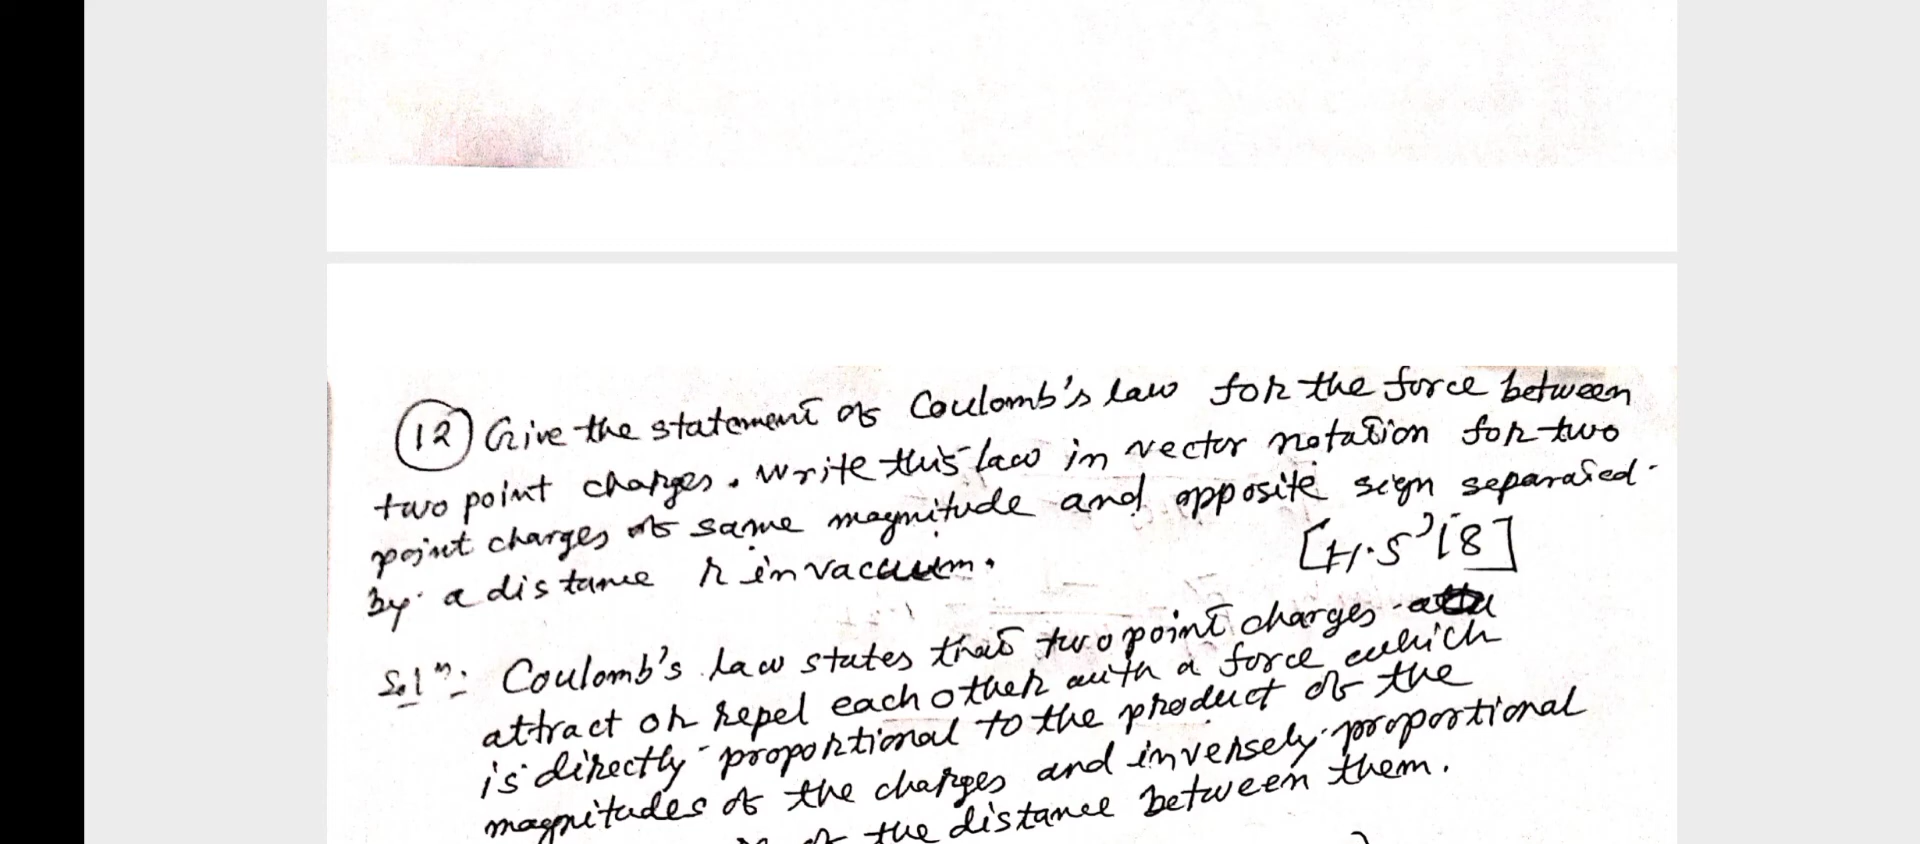 12 Give the statement of Coulomb's law for the force between
two point charges. Write this law in vector notation for two
point charges of same magnitude and opposite sign separated
by a distance r in vacuum. [H.S '18]
Solⁿ: Coulomb's law states that two point charges
attract or repel each other with a force which
is directly proportional to the product of the
magnitudes of the charges and inversely proportional
of the distance between them.